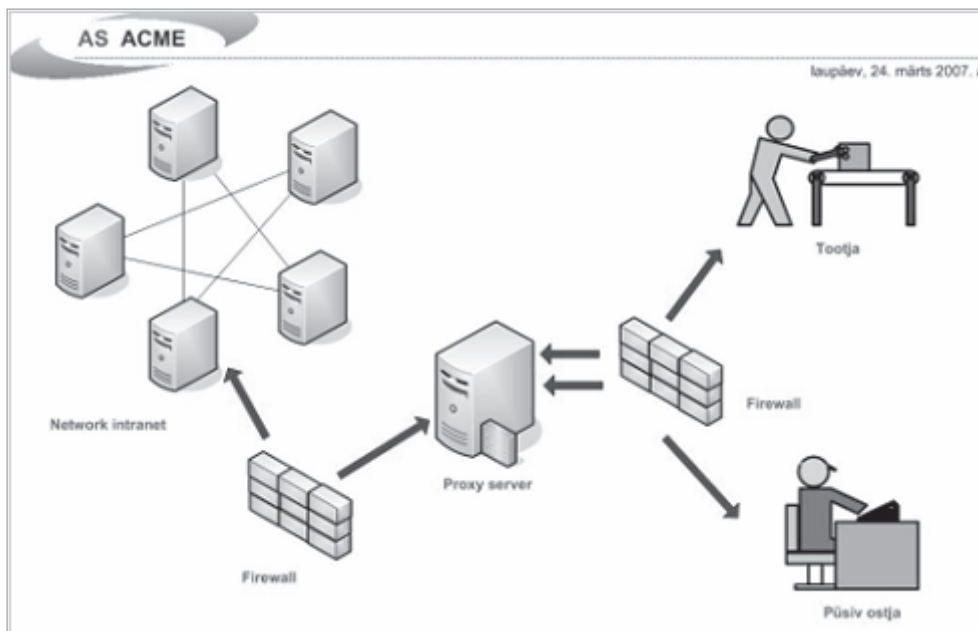 AS ACME
laupäev, 24. märts 2007.
Tootja
Firewall
Network intranet
Proxy server
Firewall
Püsiv ostja